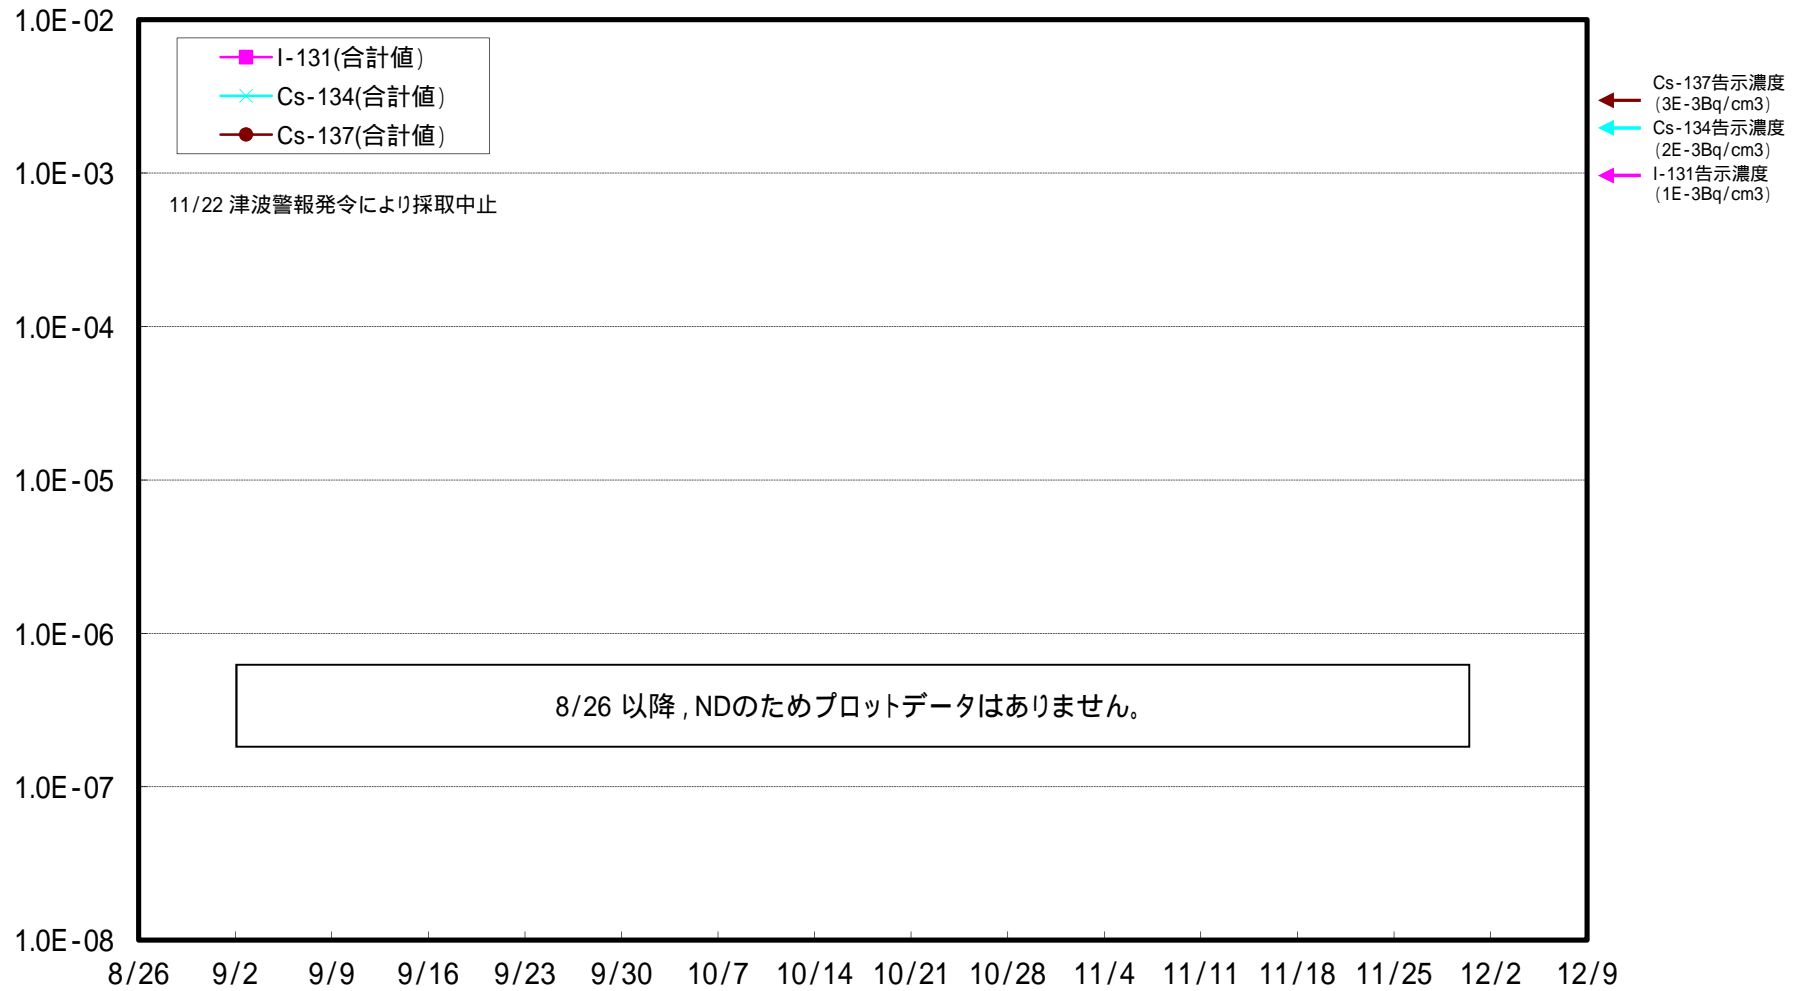 1.0E-02
I-131(合計値)
Cs-134(合計値)
Cs-137(合計値)
Cs-137告示濃度
(3E-3Bq/cm3)
Cs-134告示濃度
(2E-3Bq/cm3)
I-131告示濃度
(1E-3Bq/cm3)
1.0E-03
11/22 津波警報発令により採取中止
1.0E-04
1.0E-05
1.0E-06
8/26 以降,NDのためプロットデータはありません。
1.0E-07
1.0E-08
8/26 9/2 9/9 9/16 9/23 9/30 10/7 10/14 10/21 10/28 11/4 11/11 11/18 11/25 12/2 12/9